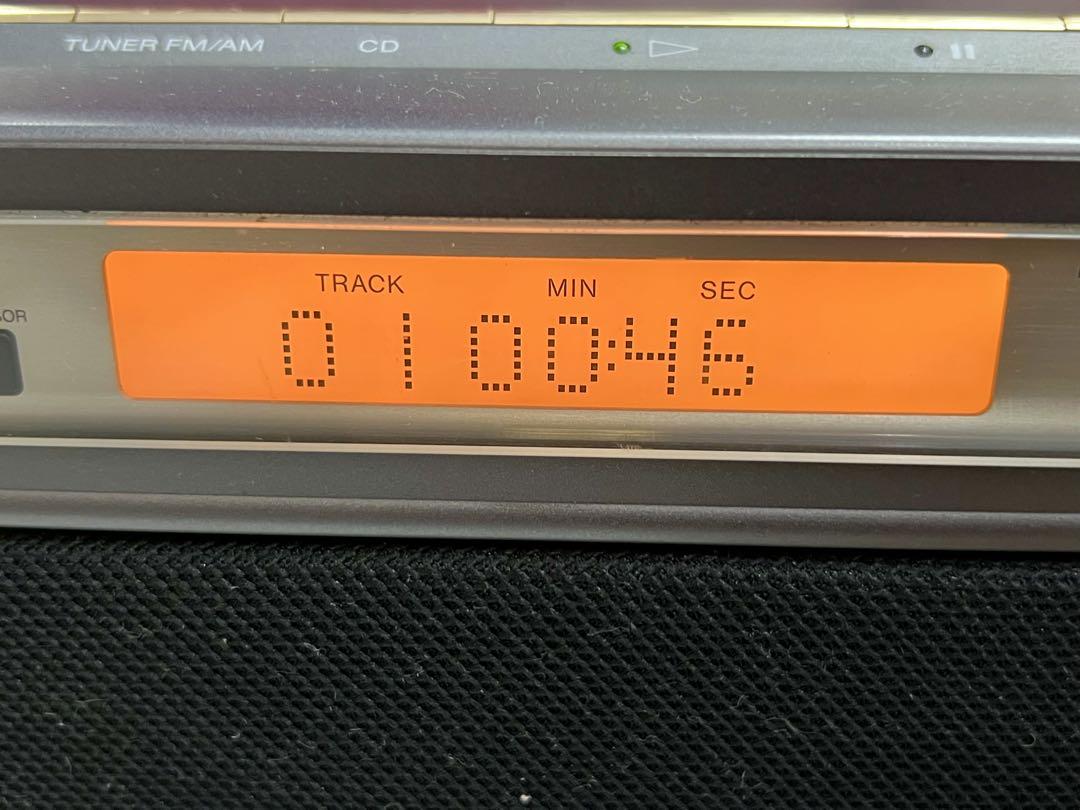 TUNER FM/AM CD
TRACK MIN SEC
01 00:46